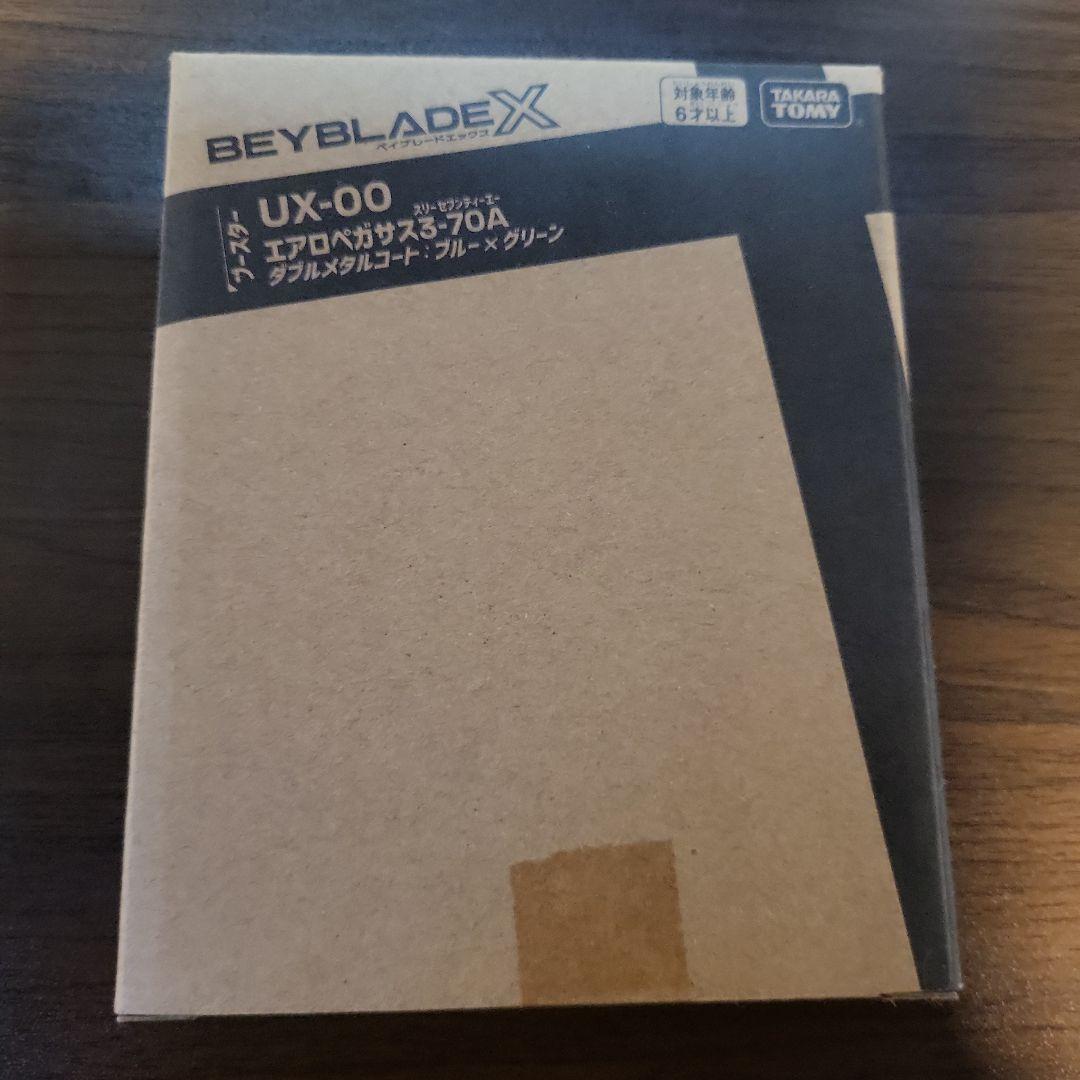 BEYBLADE X
ベイブレードエックス
対象年齢
6才以上
TAKARA
TOMY
ブースター
UX-00
スリーセブンティーエー
エアロペガサス3-70A
ダブルメタルコート:ブルー×グリーン